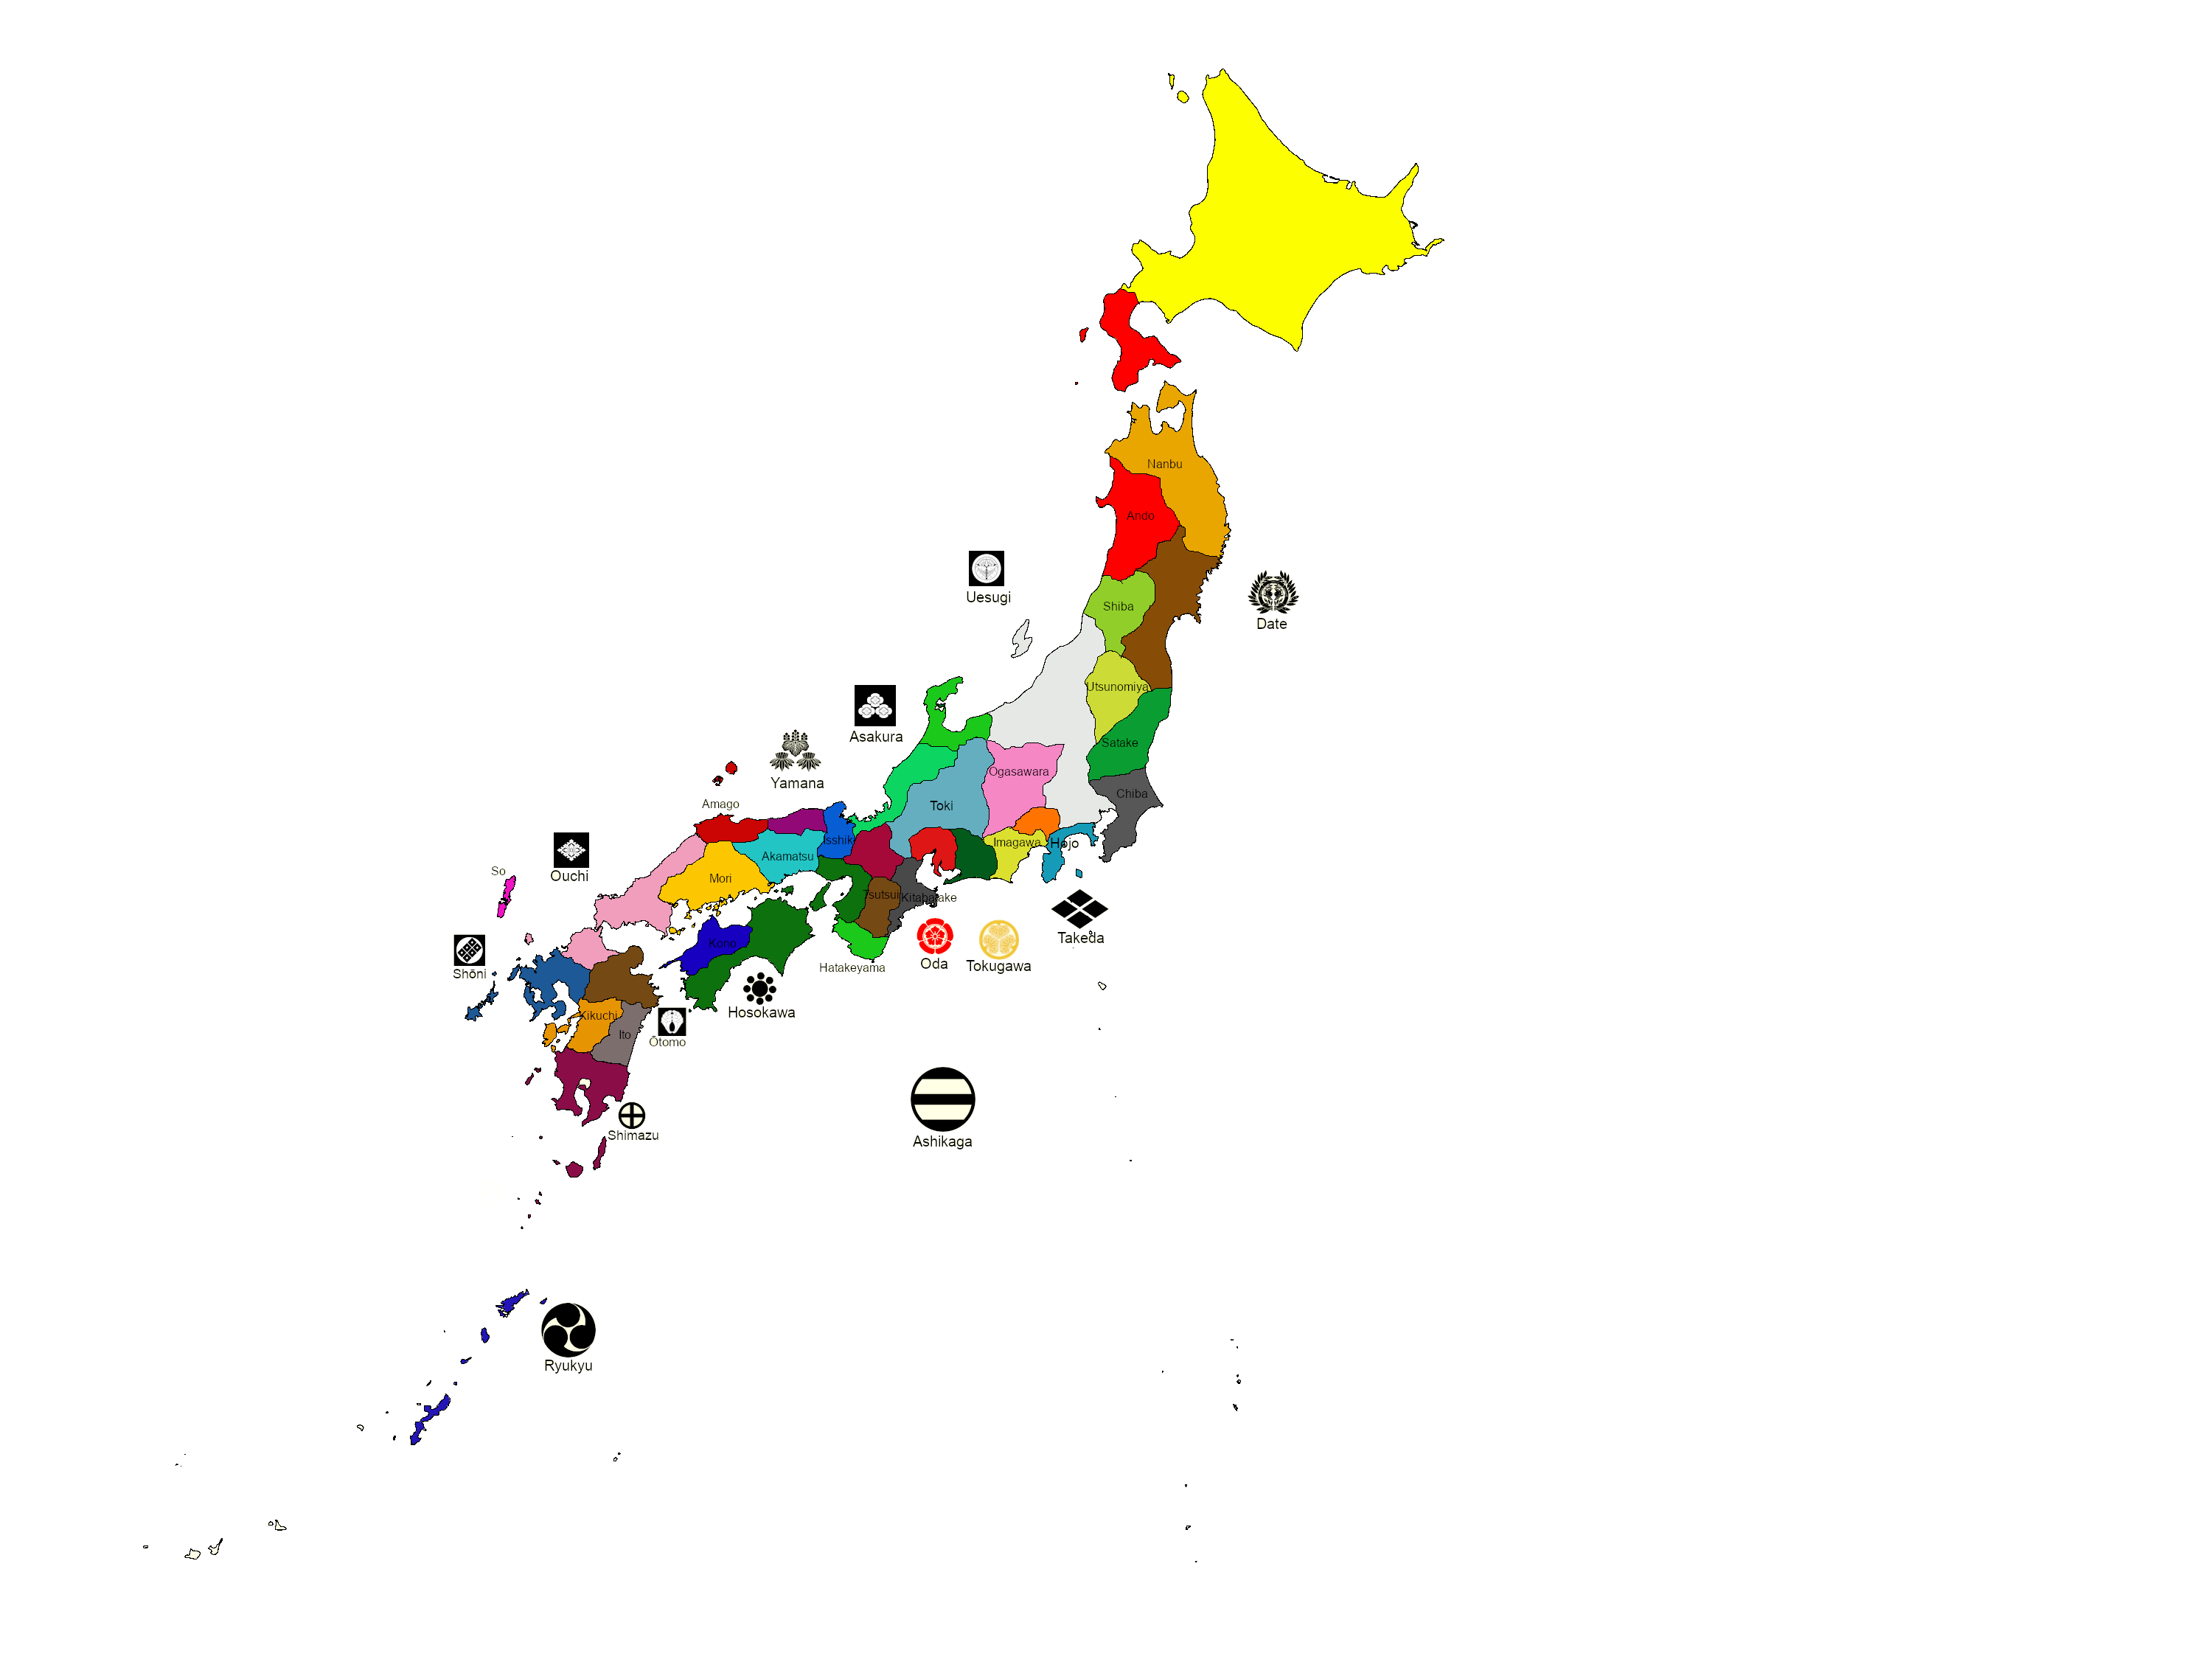 Nanbu
Ando
Uesugi
Shiba
Date
Utsunomiya
Asakura
Satake
Yamana
Ogasawara
Chiba
Amago
Toki
Isshik
Imagawa
Hojo
Akamatsu
So
Ouchi
Mori
Tsutsui
Kitabatake
Takeda
Kono
Oda
Tokugawa
Hatakeyama
Shōni
Hosokawa
Kikuchi
Ito
Ōtomo
Shimazu
Ashikaga
Ryukyu